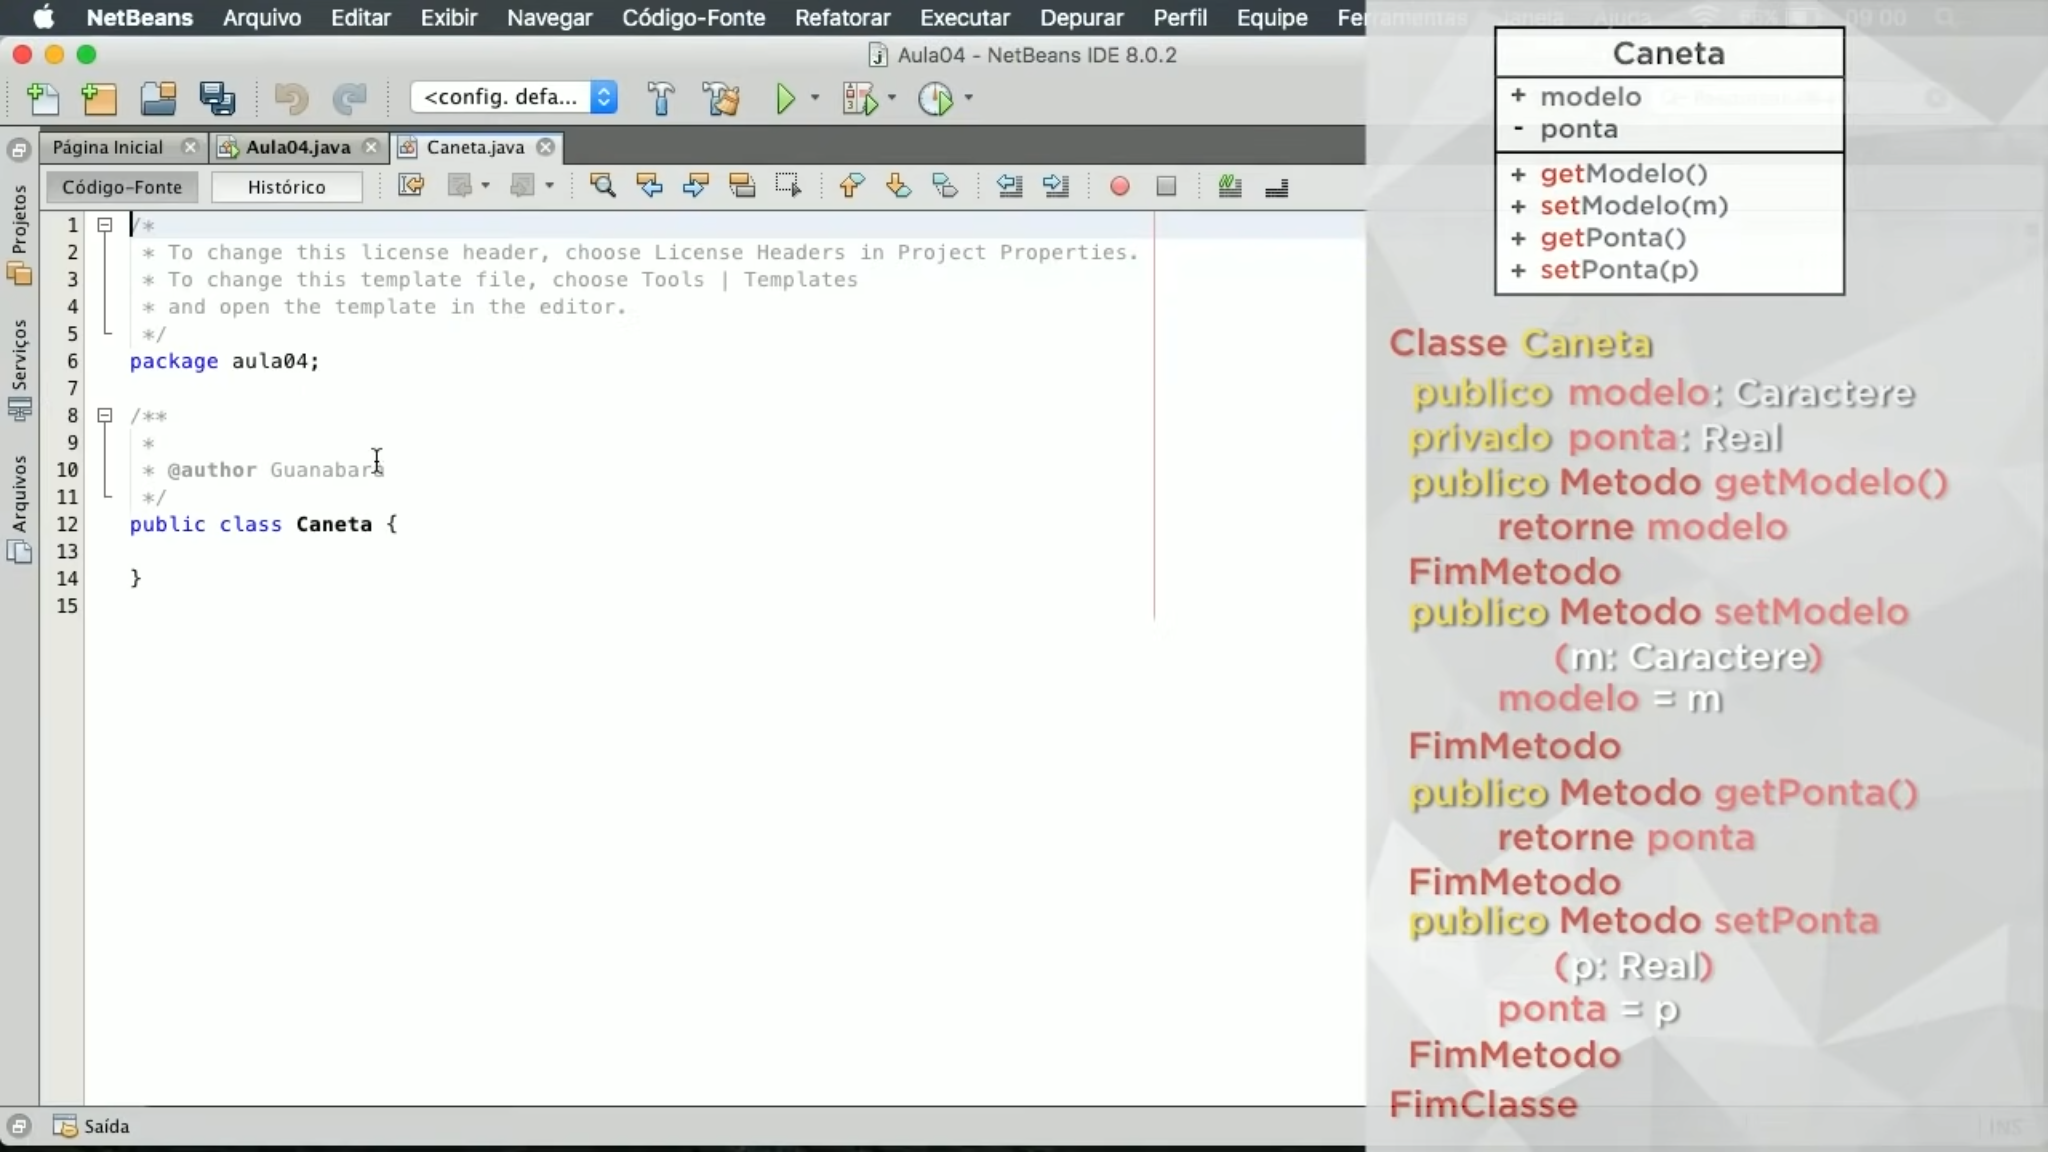 NetBeans Arquivo Editar Exibir Navegar Código-Fonte Refatorar Executar Depurar Perfil Equipe Ferramentas Janela Ajuda 09:00
Aula04 - NetBeans IDE 8.0.2
<config. defa...
Página Inicial Aula04.java Caneta.java
Código-Fonte Histórico
Projetos
Serviços
Arquivos
1 /*
2 * To change this license header, choose License Headers in Project Properties.
3 * To change this template file, choose Tools | Templates
4 * and open the template in the editor.
5 */
6 package aula04;
7
8 /**
9 *
10 * @author Guanabara
11 */
12 public class Caneta {
13
14 }
15
Saída
Caneta
+ modelo
- ponta
+ getModelo()
+ setModelo(m)
+ getPonta()
+ setPonta(p)
Classe Caneta
publico modelo: Caractere
privado ponta: Real
publico Metodo getModelo()
retorne modelo
FimMetodo
publico Metodo setModelo
(m: Caractere)
modelo = m
FimMetodo
publico Metodo getPonta()
retorne ponta
FimMetodo
publico Metodo setPonta
(p: Real)
ponta = p
FimMetodo
FimClasse
INS